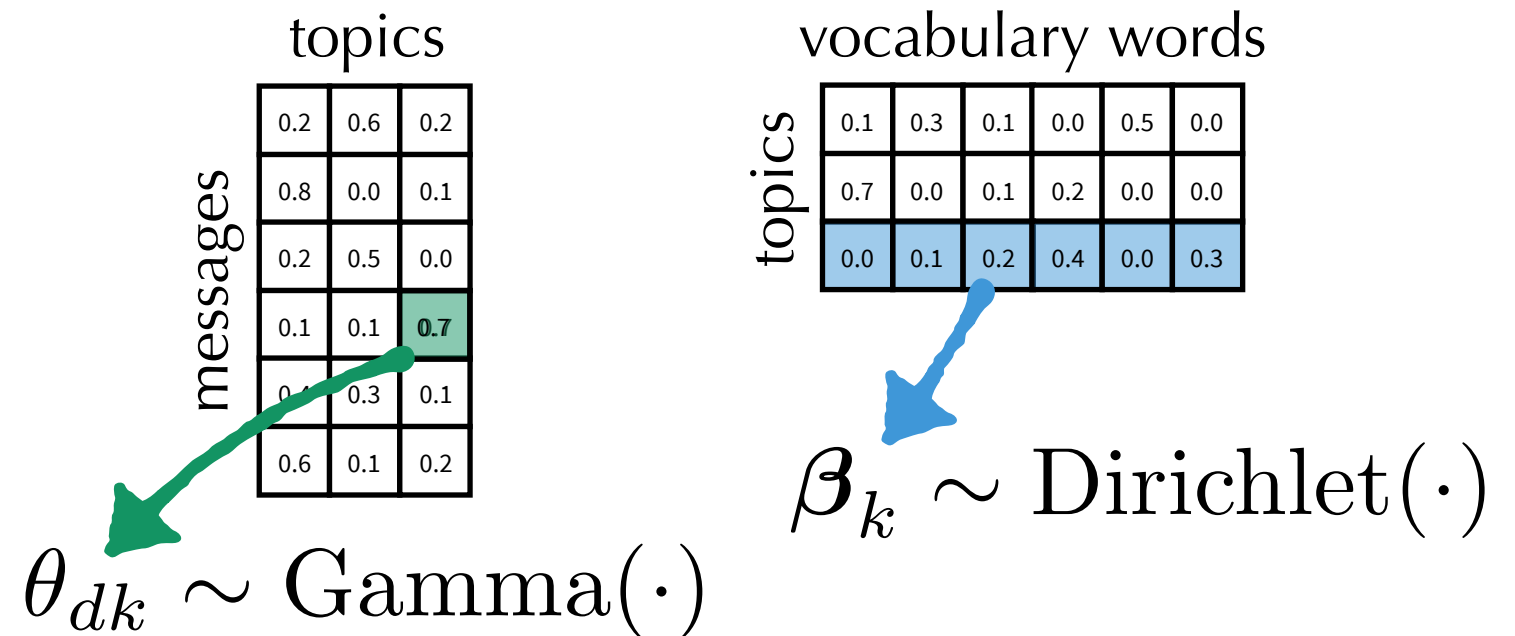 topics
messages
0.2 0.6 0.2
0.8 0.0 0.1
0.2 0.5 0.0
0.1 0.1 0.7
0.3 0.1
0.6 0.1 0.2
θ_{dk} ∼ Gamma(·)
vocabulary words
topics
0.1 0.3 0.1 0.0 0.5 0.0
0.7 0.0 0.1 0.2 0.0 0.0
0.0 0.1 0.2 0.4 0.0 0.3
β_k ∼ Dirichlet(·)